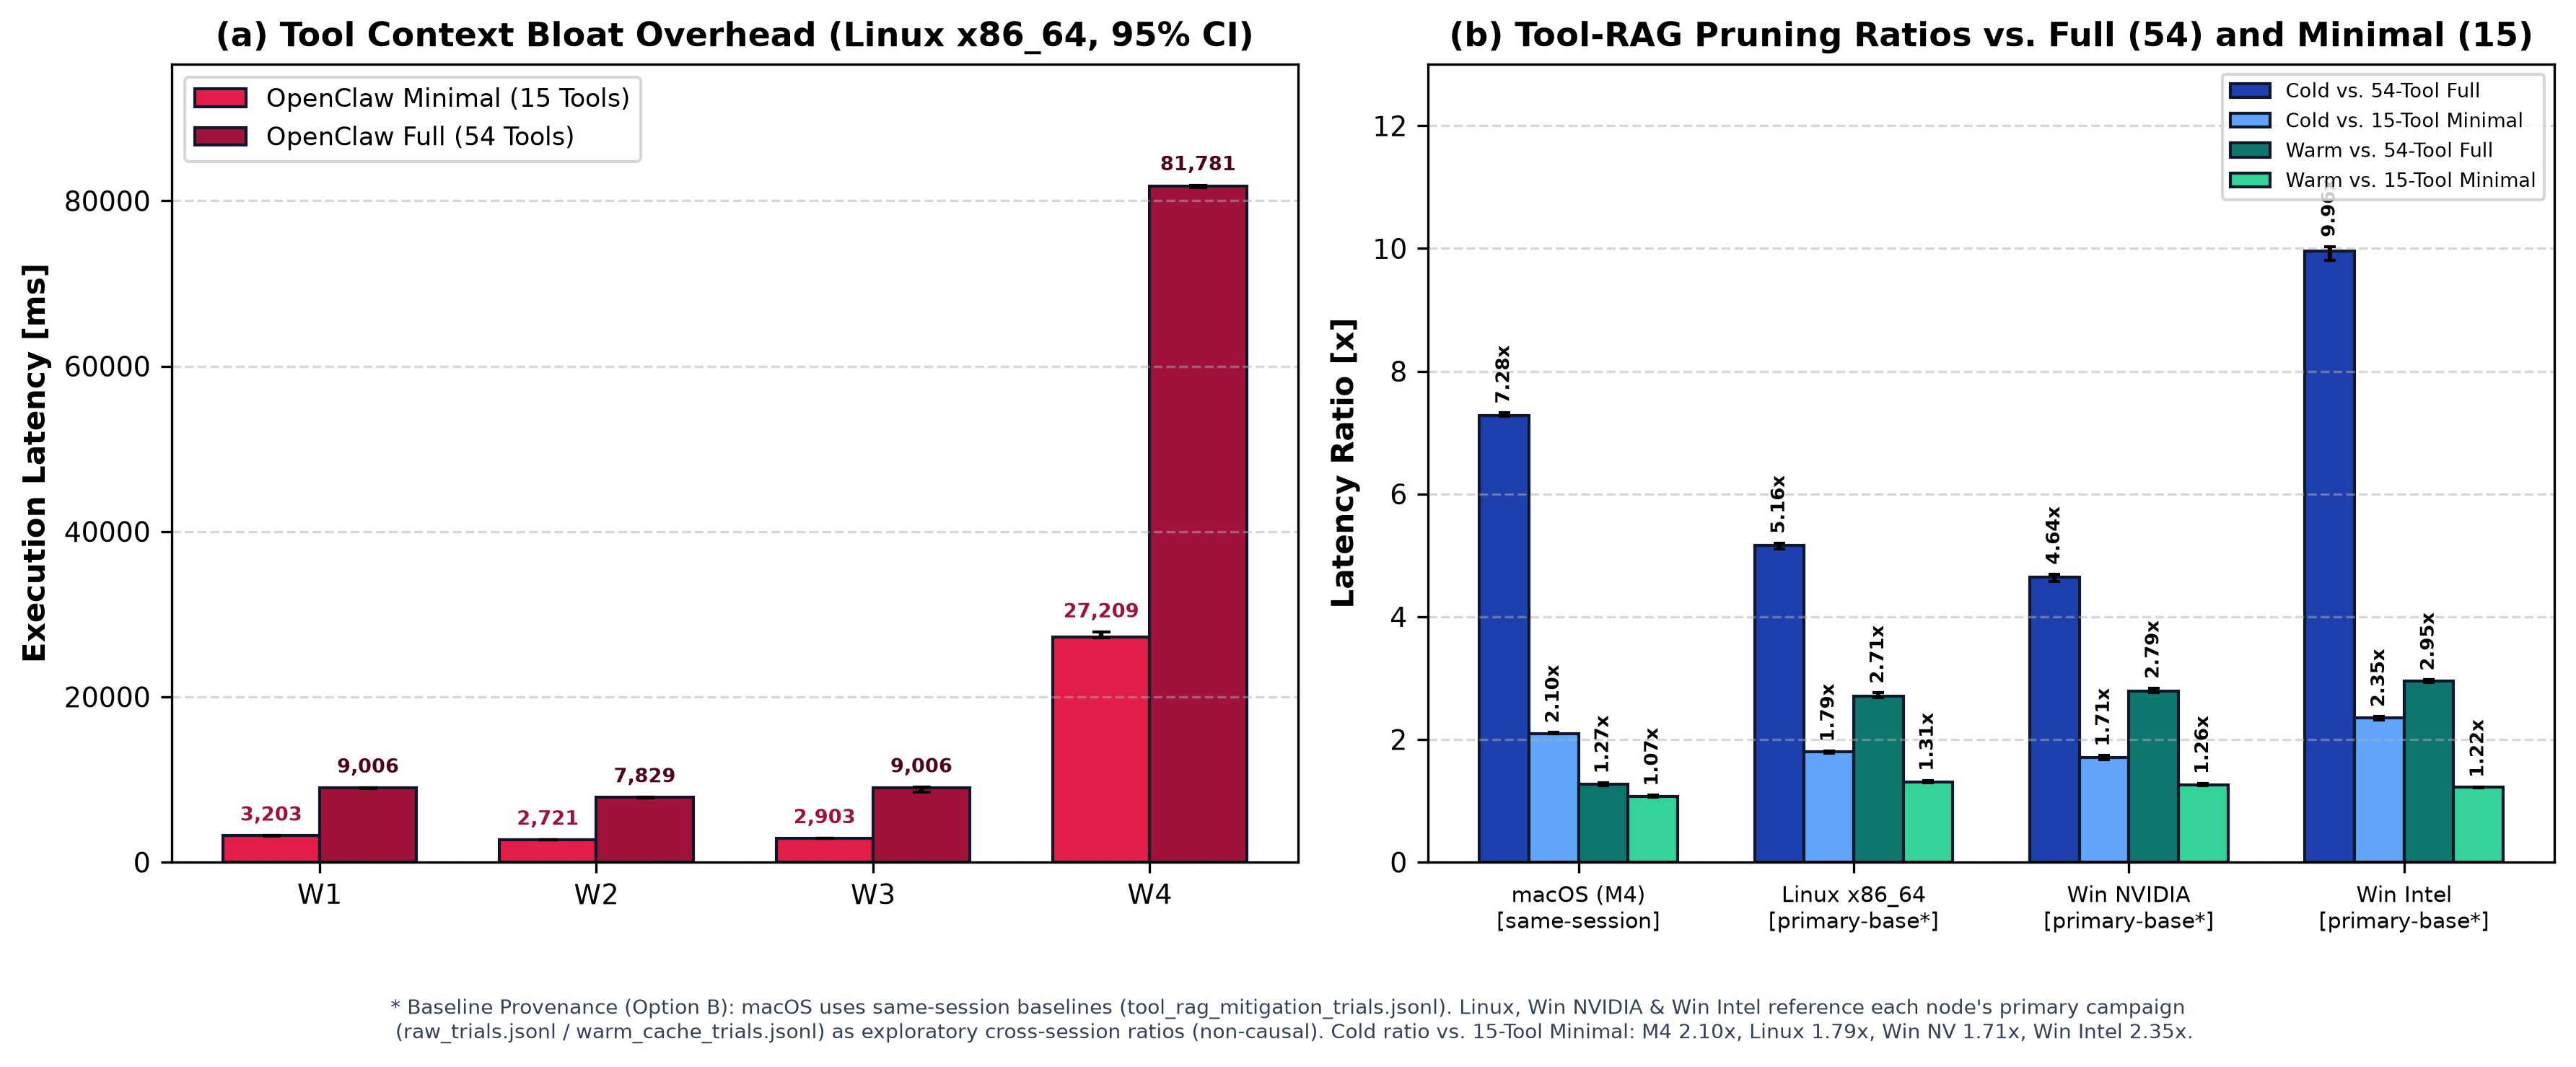 (a) Tool Context Bloat Overhead (Linux x86_64, 95% CI)
OpenClaw Minimal (15 Tools)
OpenClaw Full (54 Tools)
Execution Latency [ms]
80000
60000
40000
20000
0
3,203
9,006
2,721
7,829
2,903
9,006
27,209
81,781
W1
W2
W3
W4
(b) Tool-RAG Pruning Ratios vs. Full (54) and Minimal (15)
Cold vs. 54-Tool Full
Cold vs. 15-Tool Minimal
Warm vs. 54-Tool Full
Warm vs. 15-Tool Minimal
Latency Ratio [x]
12
10
8
6
4
2
0
7.28x
2.10x
1.27x
1.07x
5.16x
1.79x
2.71x
1.31x
4.64x
1.71x
2.79x
1.26x
2.35x
2.95x
1.22x
macOS (M4)
[same-session]
Linux x86_64
[primary-base*]
Win NVIDIA
[primary-base*]
Win Intel
[primary-base*]
* Baseline Provenance (Option B): macOS uses same-session baselines (tool_rag_mitigation_trials.jsonl). Linux, Win NVIDIA & Win Intel reference each node's primary campaign
(raw_trials.jsonl / warm_cache_trials.jsonl) as exploratory cross-session ratios (non-causal). Cold ratio vs. 15-Tool Minimal: M4 2.10x, Linux 1.79x, Win NV 1.71x, Win Intel 2.35x.